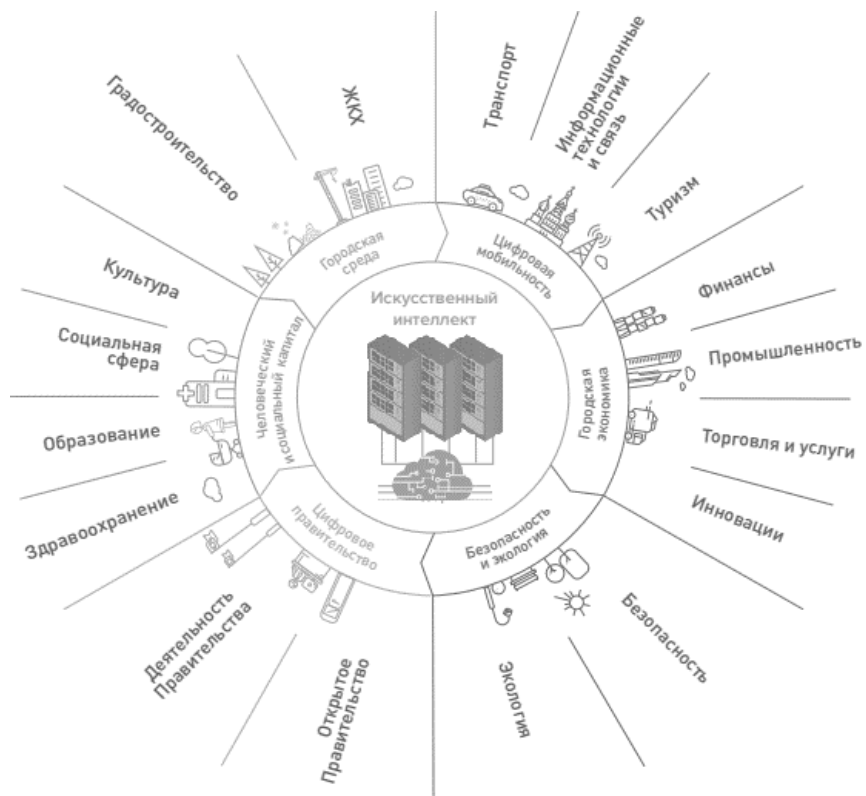 Искусственный
интеллект
Городская
среда
ЖКХ
Градостроительство
Цифровая
мобильность
Транспорт
Информационные
технологии
и связь
Туризм
Городская
экономика
Финансы
Промышленность
Торговля и услуги
Инновации
Безопасность
и экология
Безопасность
Экология
Цифровое
правительство
Открытое
Правительство
Деятельность
Правительства
Человеческий
и социальный капитал
Здравоохранение
Образование
Социальная
сфера
Культура